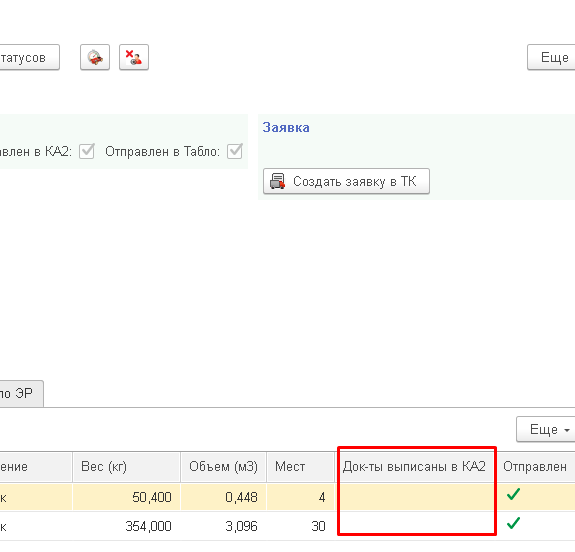 татусов
Еще
Заявка
авлен в КА2:
Отправлен в Табло:
Создать заявку в ТК
по ЭР
Еще
ение Вес (кг) Объем (м3) Мест Док-ты выписаны в КА2 Отправлен
к 50,400 0,448 4
к 354,000 3,096 30